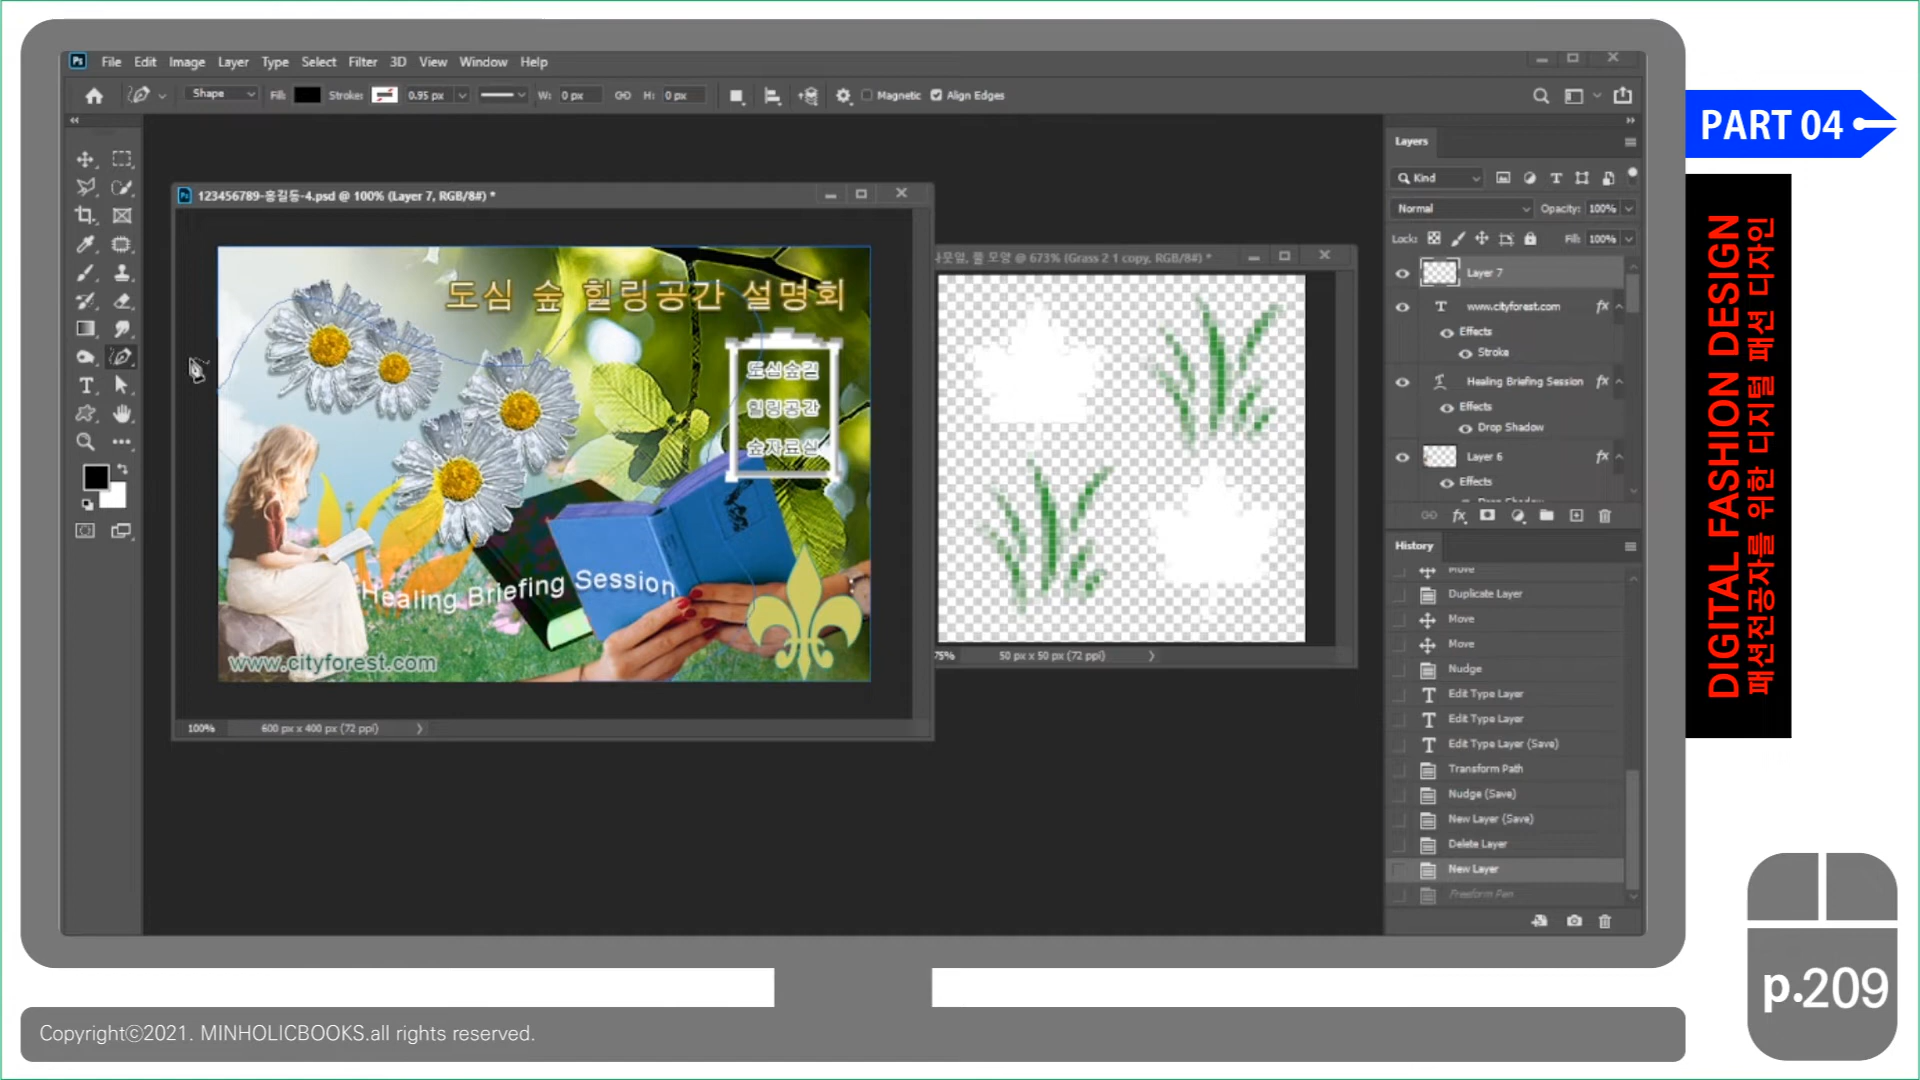 Ps File Edit Image Layer Type Select Filter 3D View Window Help
Shape Fill: Stroke: 0.95 px W: 0 px H: 0 px Magnetic Align Edges
PART 04
DIGITAL FASHION DESIGN
패션전공자를 위한 디지털 패션 디자인
123456789-홍길동-4.psd @ 100% (Layer 7, RGB/8#) *
도심 숲 힐링공간 설명회
도심숲길
힐링공간
숲자료실
Healing Briefing Session
www.cityforest.com
100% 600 px x 400 px (72 ppi)
풀 모양 @ 673% (Grass 2 1 copy, RGB/8#) *
75% 50 px x 50 px (72 ppi)
Layers
Kind
Normal Opacity: 100%
Lock: Fill: 100%
Layer 7
T www.cityforest.com fx
Effects
Stroke
Healing Briefing Session fx
Effects
Drop Shadow
Layer 6 fx
Effects
Drop Shadow
History
Move
Duplicate Layer
Move
Move
Nudge
Edit Type Layer
Edit Type Layer
Edit Type Layer (Save)
Transform Path
Nudge (Save)
New Layer (Save)
Delete Layer
New Layer
Freeform Pen
p.209
Copyrightⓒ2021. MINHOLICBOOKS.all rights reserved.